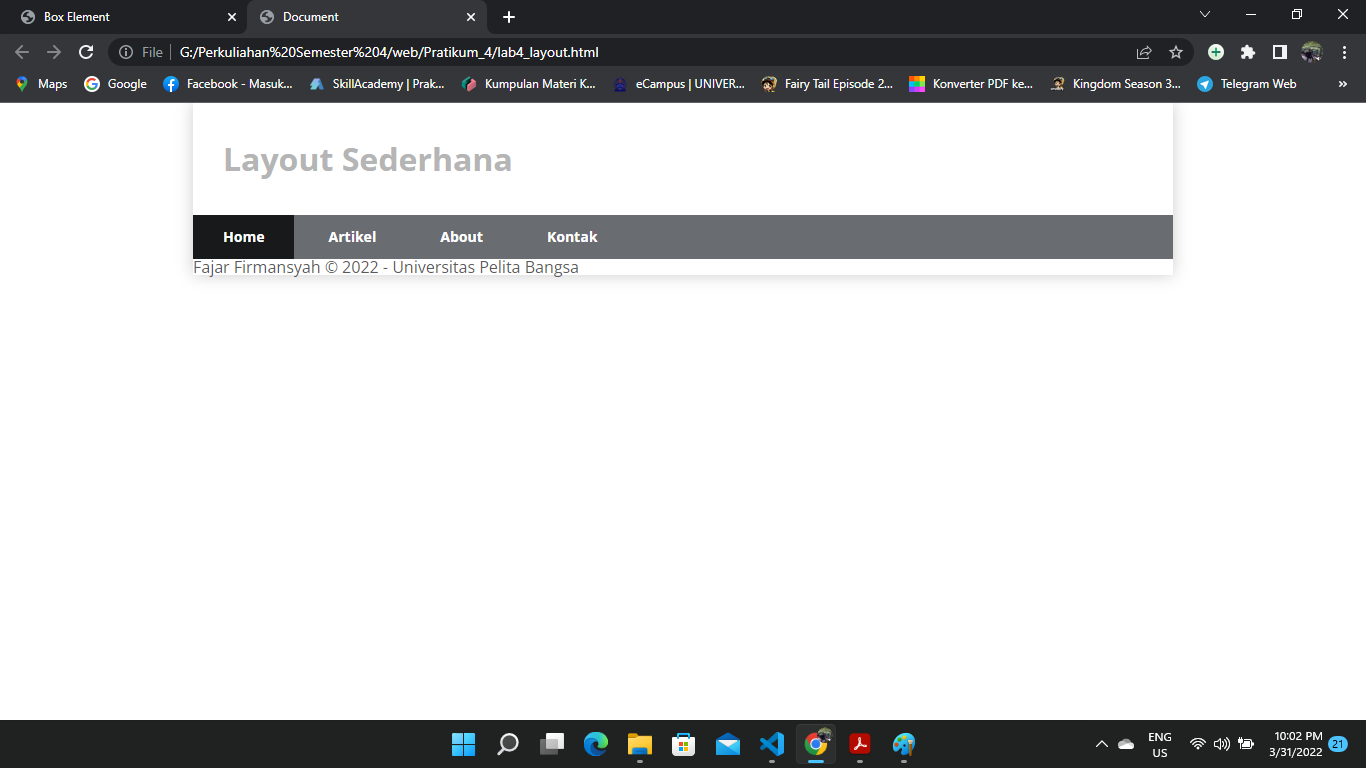 Box Element
Document
File
G:/Perkuliahan%20Semester%204/web/Pratikum_4/lab4_layout.html
Maps
Google
Facebook - Masuk...
SkillAcademy | Prak...
Kumpulan Materi K...
eCampus | UNIVER...
Fairy Tail Episode 2...
Konverter PDF ke...
Kingdom Season 3...
Telegram Web
Layout Sederhana
Home Artikel About Kontak
Fajar Firmansyah © 2022 - Universitas Pelita Bangsa
ENG
US
10:02 PM
3/31/2022
21